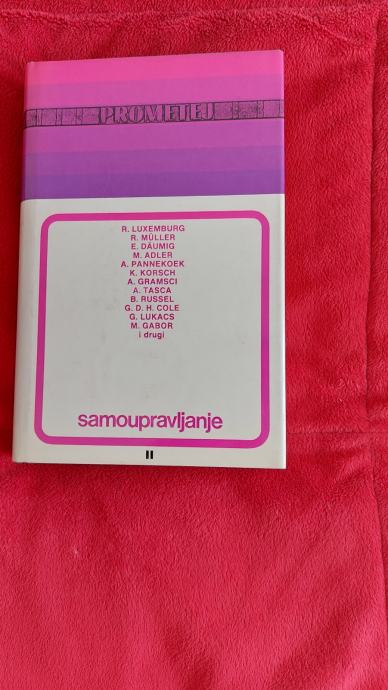 PROMETEJ
R. LUXEMBURG
R. MÜLLER
E. DÄUMIG
M. ADLER
A. PANNEKOEK
K. KORSCH
A. GRAMSCI
A. TASCA
B. RUSSEL
G. D. H. COLE
G. LUKACS
M. GABOR
i drugi
samoupravljanje
II